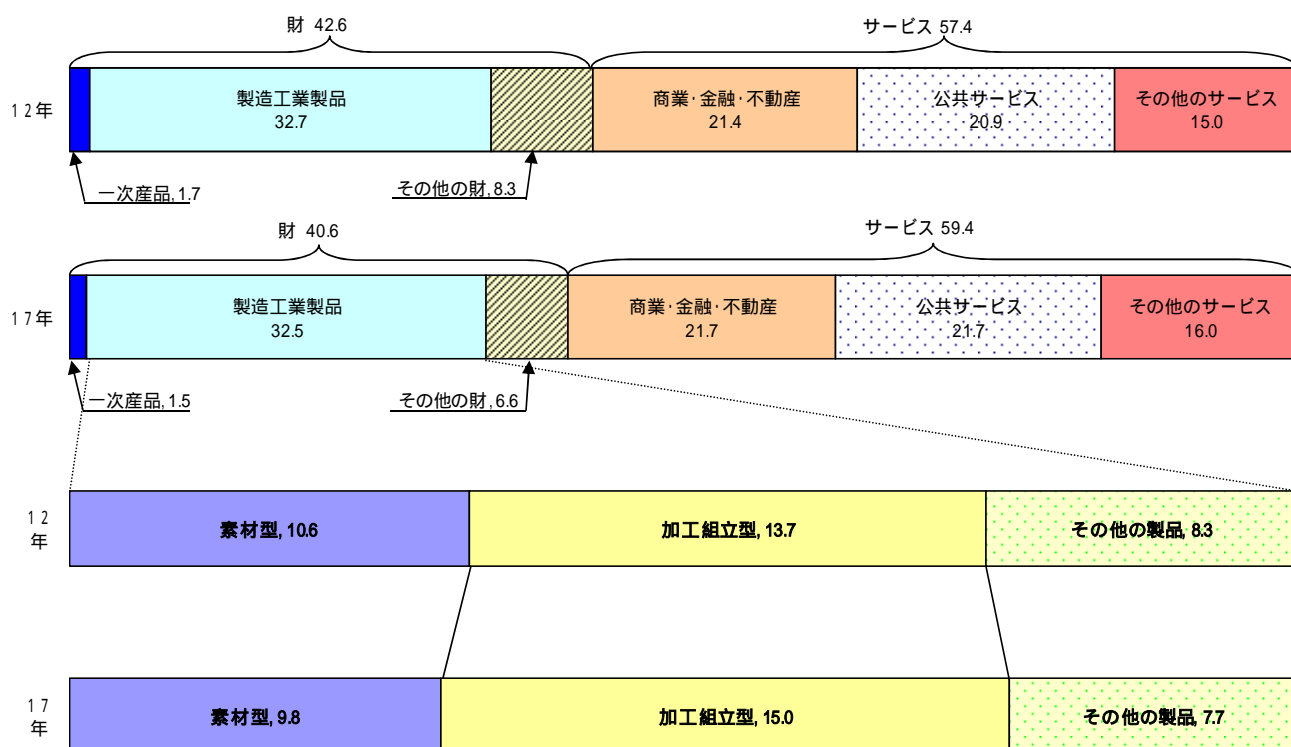 財 42.6
サービス 57.4
12年
製造工業製品
32.7
商業・金融・不動産
21.4
公共サービス
20.9
その他のサービス
15.0
一次産品, 1.7
その他の財, 8.3
財 40.6
サービス 59.4
17年
製造工業製品
32.5
商業・金融・不動産
21.7
公共サービス
21.7
その他のサービス
16.0
一次産品, 1.5
その他の財, 6.6
12
年
素材型, 10.6
加工組立型, 13.7
その他の製品, 8.3
17
年
素材型, 9.8
加工組立型, 15.0
その他の製品, 7.7